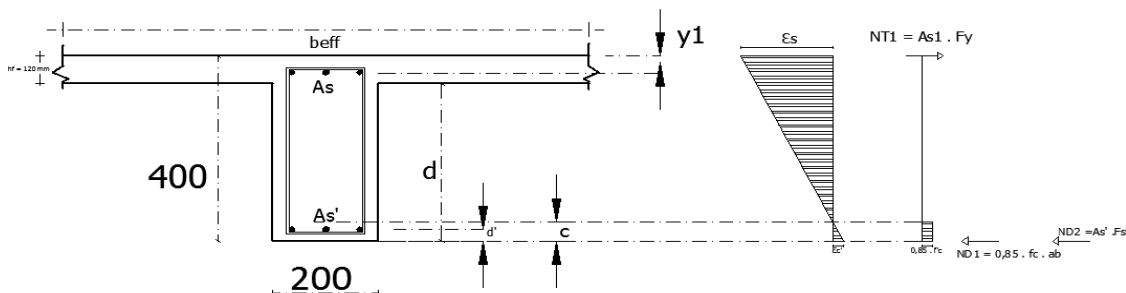 beff
y1
εs
NT1 = As1 . Fy
hf = 120 mm
As
400
d
As'
d'
c
εc'
0,85 . f'c
ND2 =As' .Fs
ND1 = 0,85 . fc . ab
200